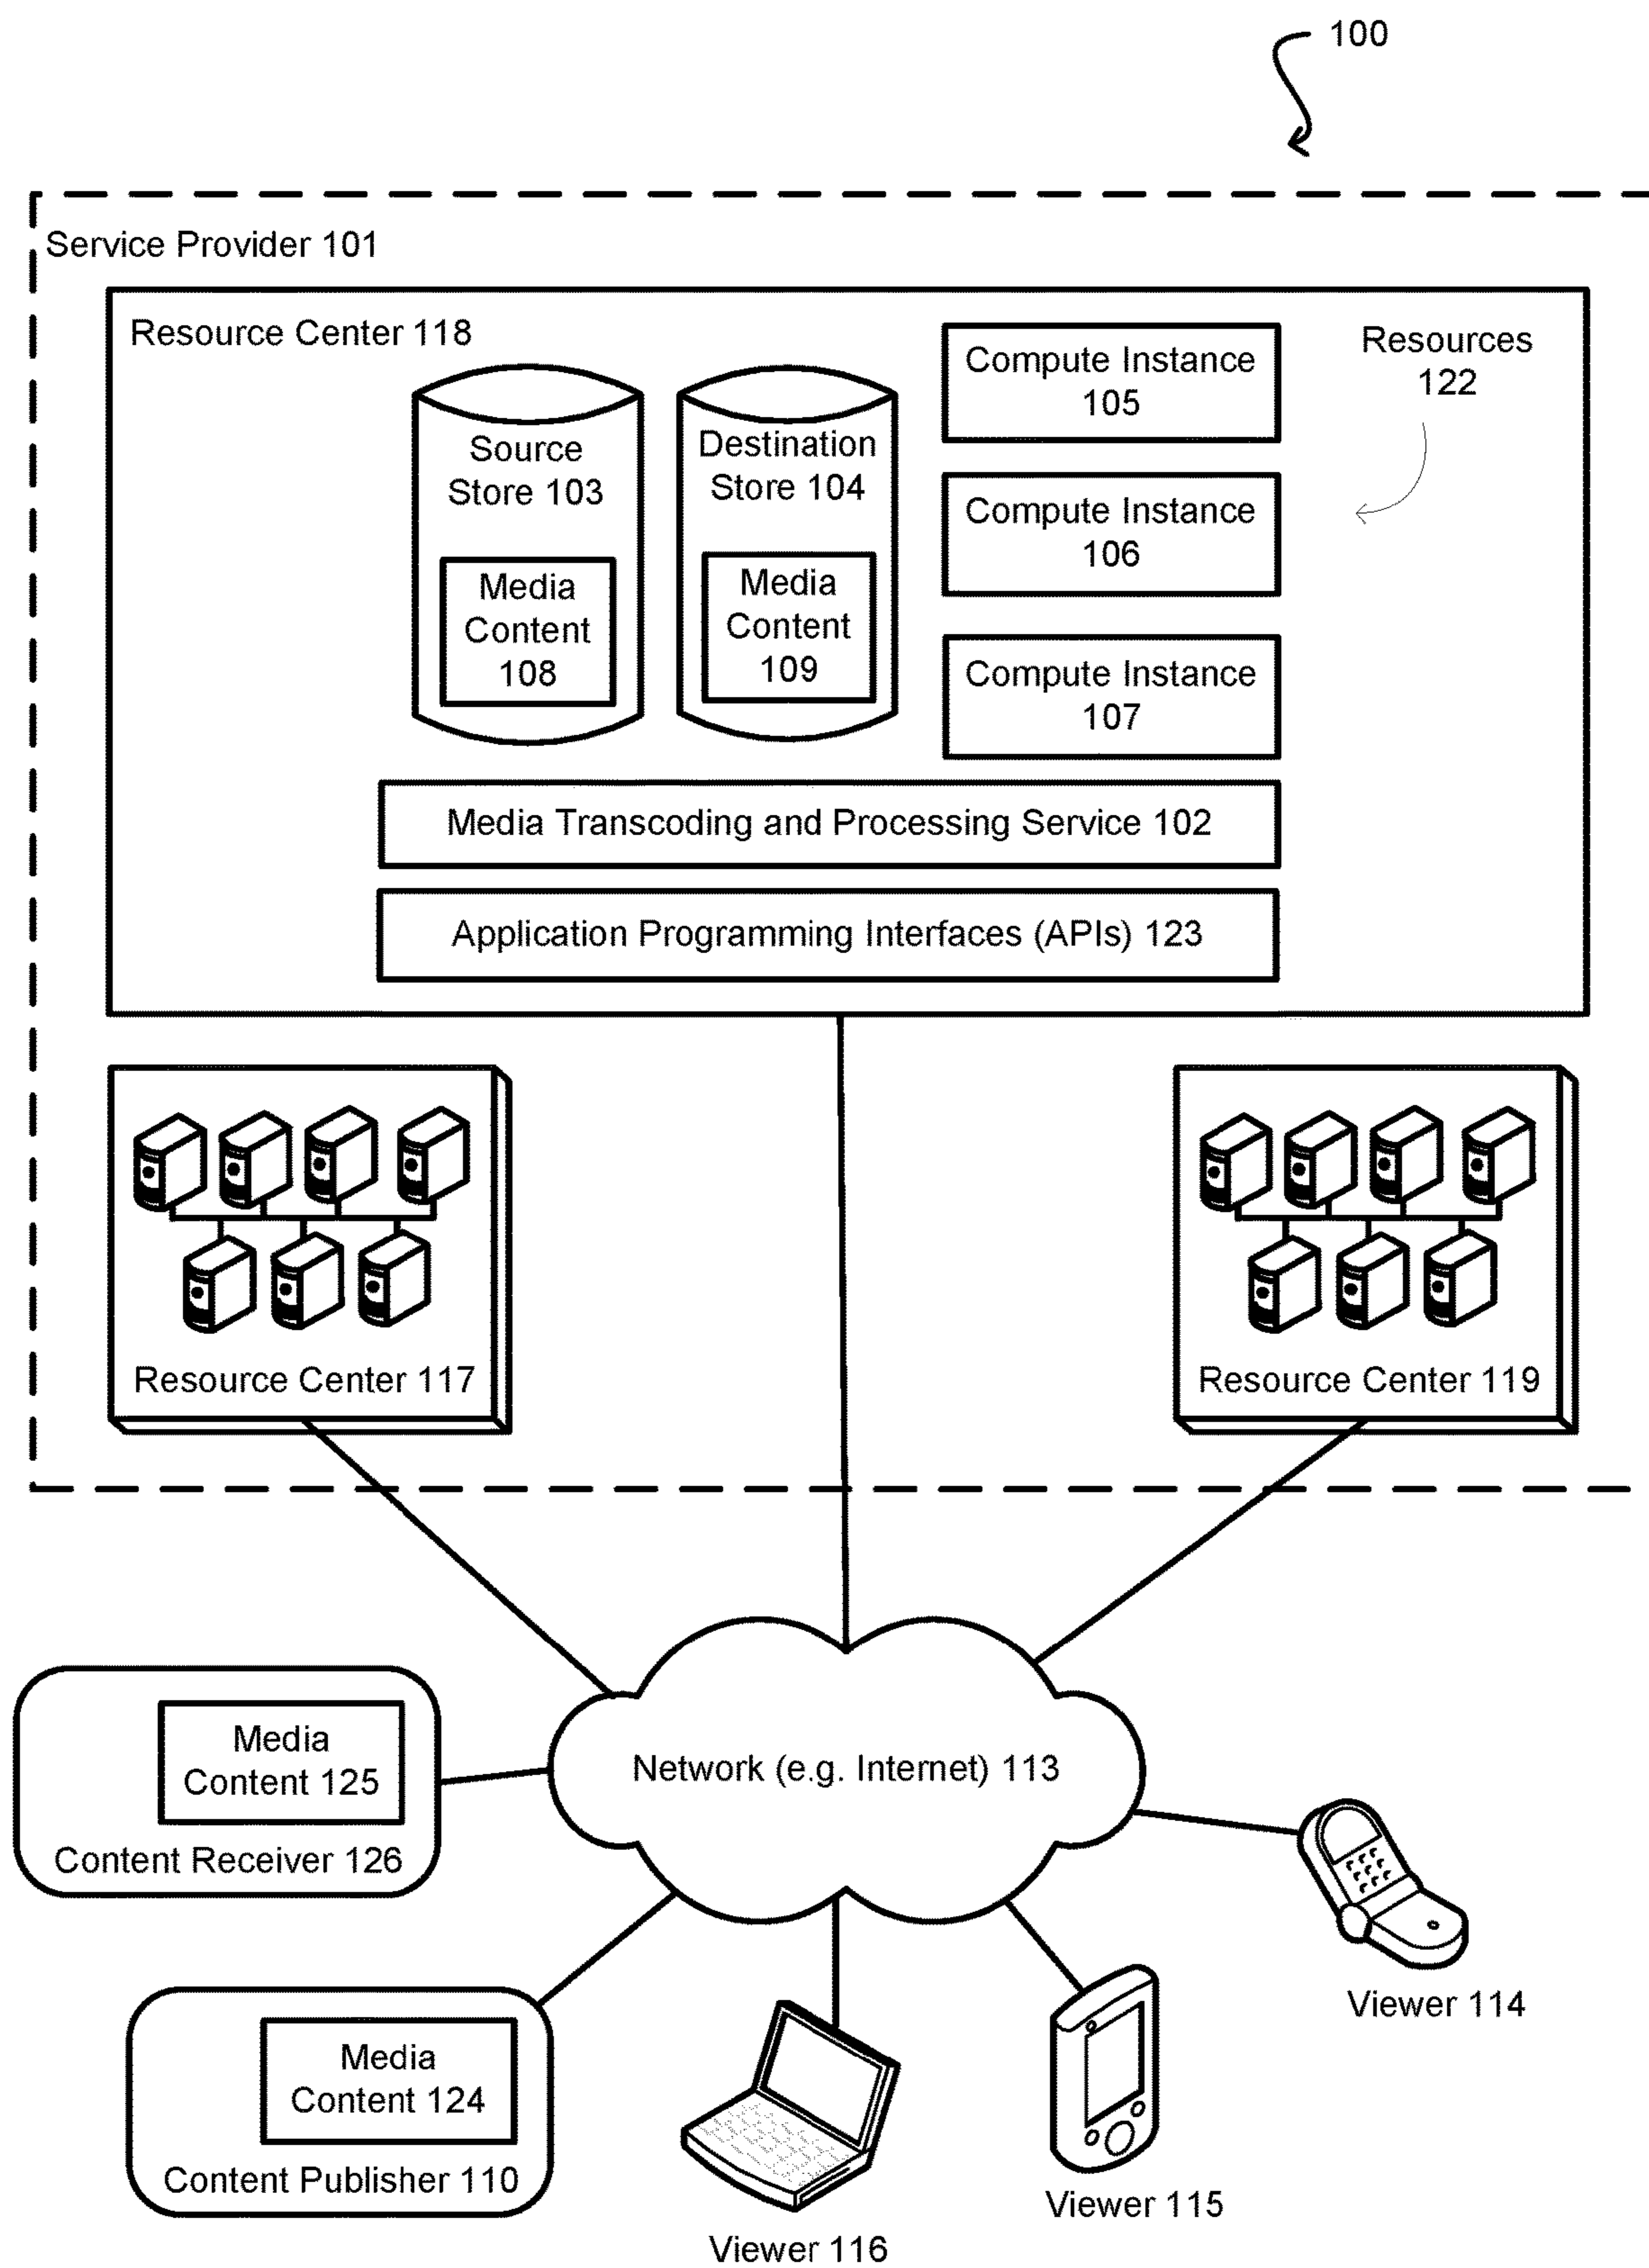 100
Service Provider 101
Resource Center 118
Source
Store 103
Media
Content
108
Destination
Store 104
Media
Content
109
Compute Instance
105
Compute Instance
106
Compute Instance
107
Resources
122
Media Transcoding and Processing Service 102
Application Programming Interfaces (APIs) 123
Resource Center 117
Resource Center 119
Network (e.g. Internet) 113
Media
Content 125
Content Receiver 126
Media
Content 124
Content Publisher 110
Viewer 116
Viewer 115
Viewer 114